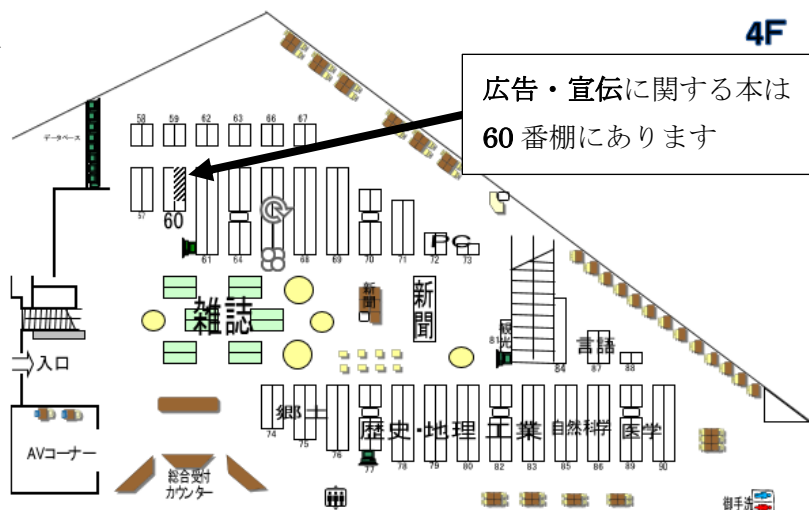 4F
広告・宣伝に関する本は
60 番棚にあります
58 59 62 63 66 67
データベース
57
60
61 64 68 69 70 71 72 73
PC
雑誌
新聞
新聞
観光
81
84
言語
87 88
入口
郷土
歴史・地理 工業 自然科学 医学
74 75 76 77 78 79 80 82 83 85 86 89 90
AVコーナー
総合受付
カウンター
御手洗